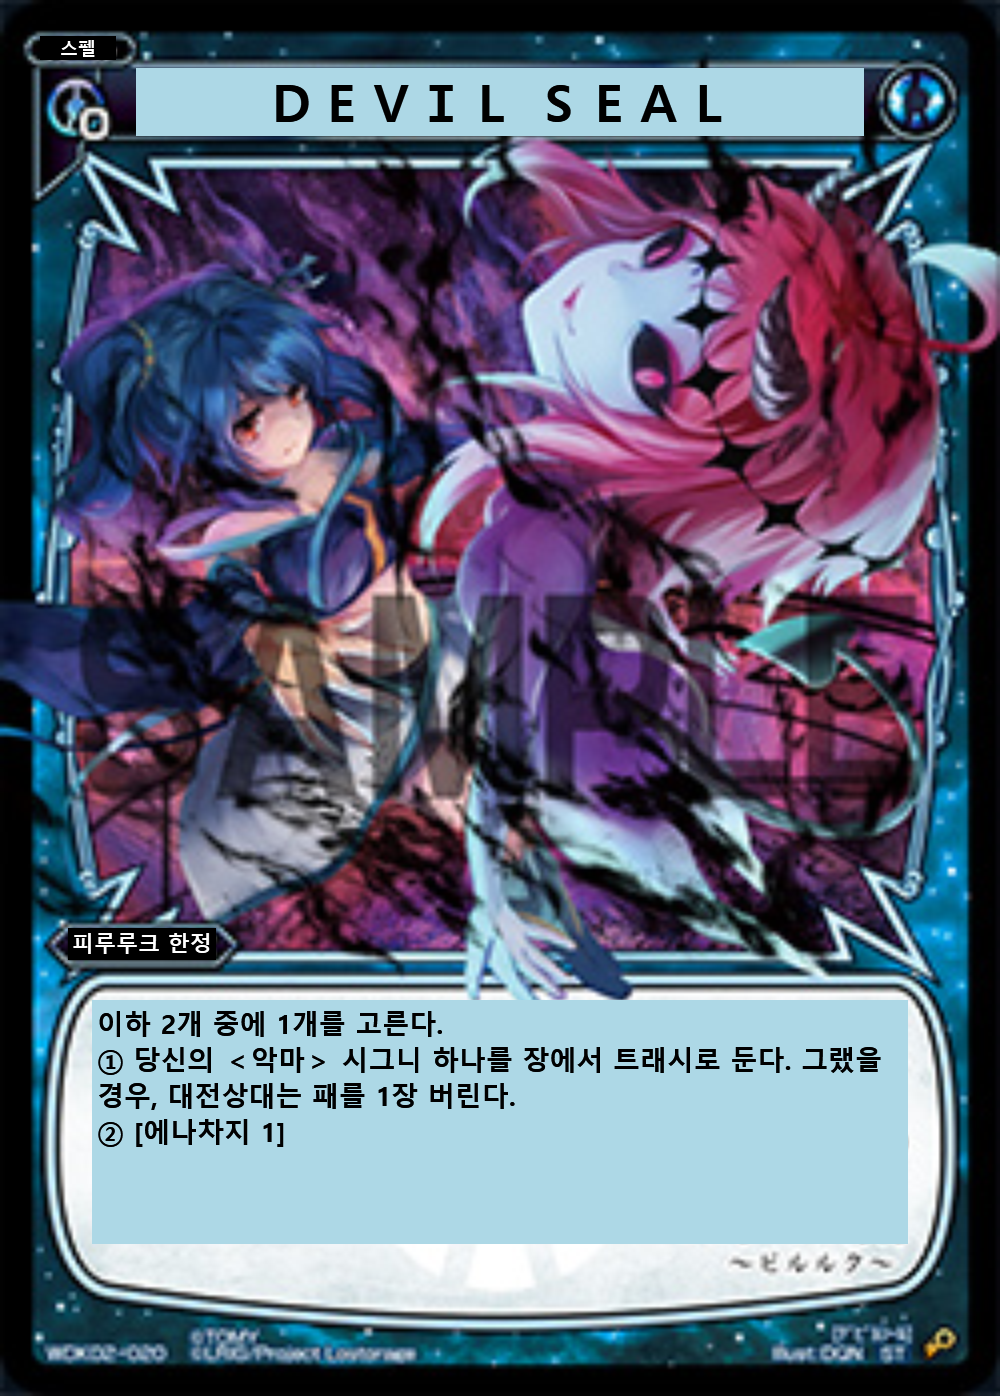 스펠
DEVIL SEAL
0
SAMPLE
피루루크 한정
이하 2개 중에 1개를 고른다.
① 당신의 <악마> 시그니 하나를 장에서 트래시로 둔다. 그랬을
경우, 대전상대는 패를 1장 버린다.
② [에나차지 1]
~ピルルク~
©TOMY
WDK02-020 ©LRIG/Project Lostorage
Illust:DQN ST